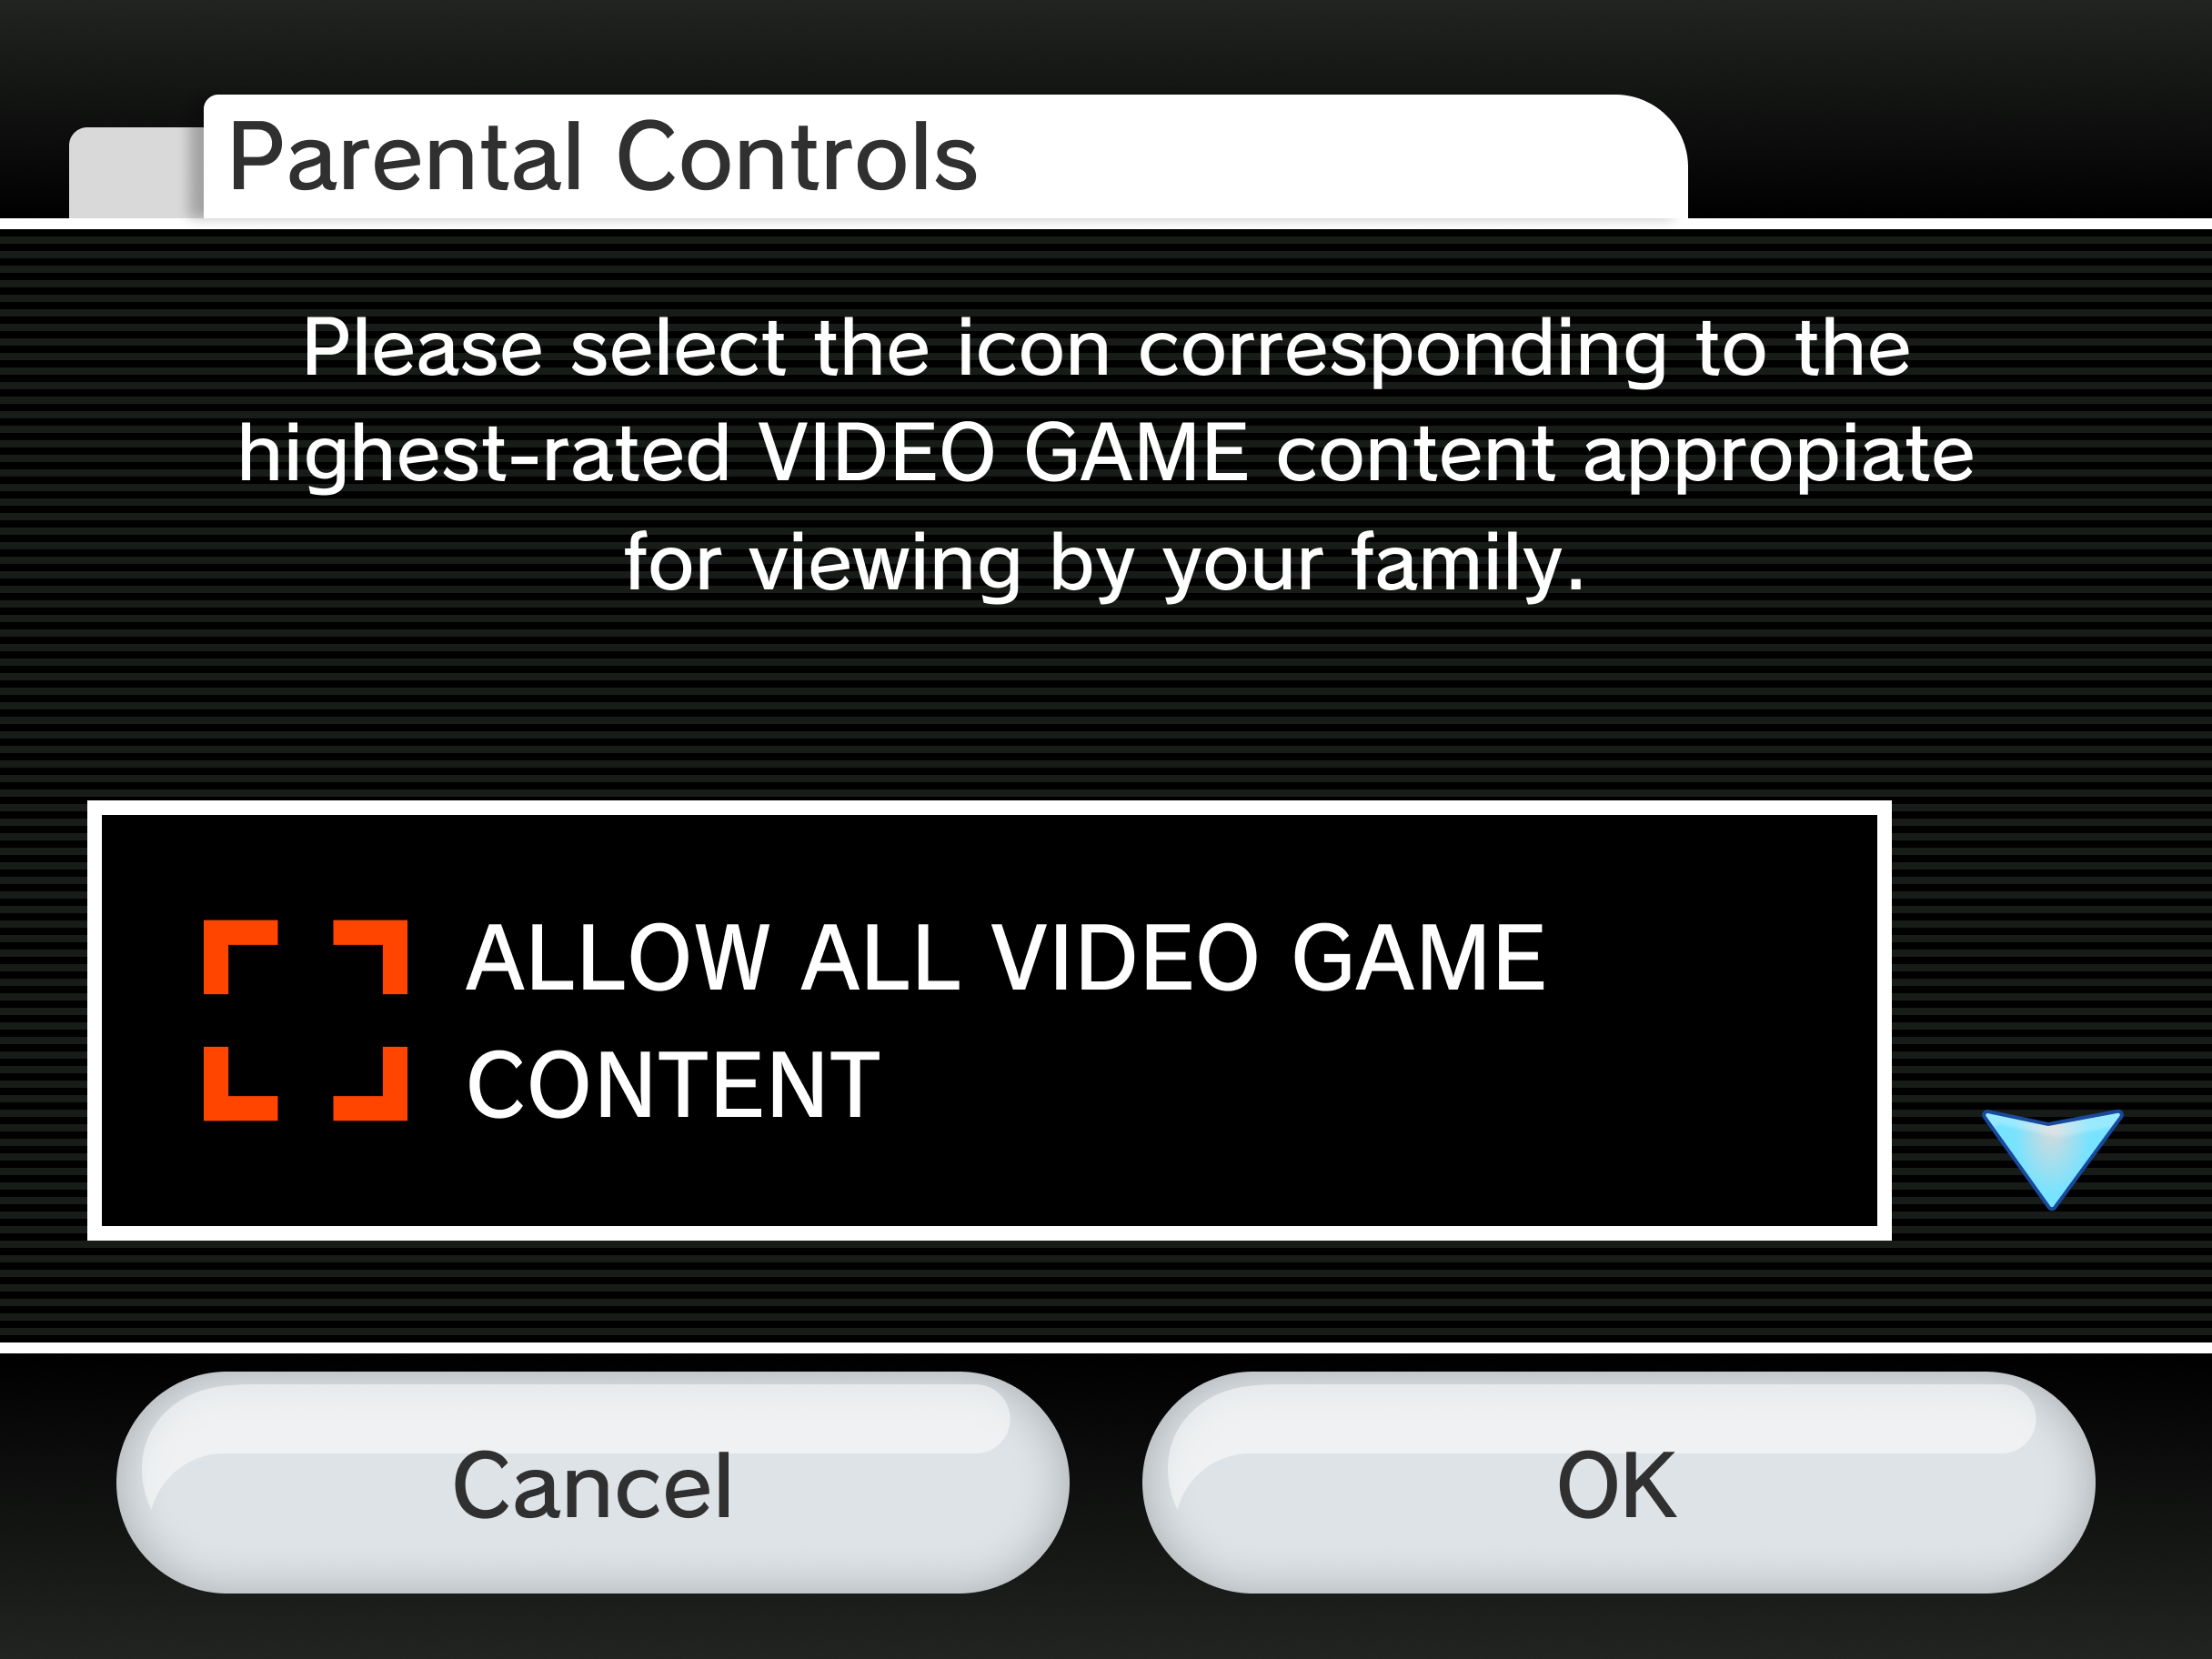 Parental Controls
Please select the icon corresponding to the
highest-rated VIDEO GAME content appropiate
for viewing by your family.
ALLOW ALL VIDEO GAME
CONTENT
Cancel
OK